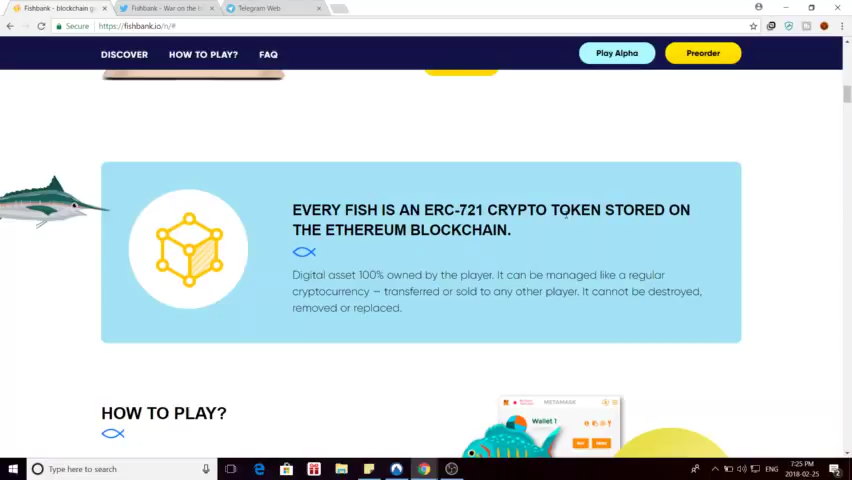 Fishbank - blockchain g
Fishbank - War on the b
Telegram Web
Secure
https://fishbank.io/n/#
DISCOVER
HOW TO PLAY?
FAQ
Play Alpha
Preorder
EVERY FISH IS AN ERC-721 CRYPTO TOKEN STORED ON
THE ETHEREUM BLOCKCHAIN.
Digital asset 100% owned by the player. It can be managed like a regular
cryptocurrency – transferred or sold to any other player. It cannot be destroyed,
removed or replaced.
HOW TO PLAY?
METAMASK
Wallet 1
Type here to search
ENG
7:25 PM
2018-02-25